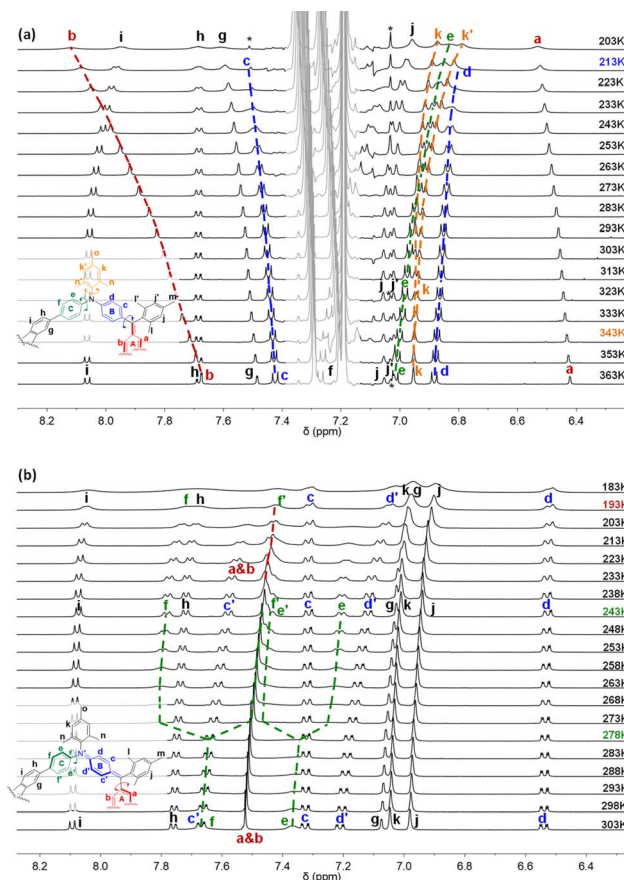 (a)
b i h g * j k e k' a 203K
c d 213K
223K
233K
243K
253K
263K
273K
283K
293K
303K
313K
j j' e k 323K
333K
343K
353K
i h b g c f j j' * e k d a 363K
8.2 8.0 7.8 7.6 7.4 7.2 7.0 6.8 6.6 6.4
δ (ppm)
(b)
183K
i f h f' c d' k g j d 193K
203K
213K
223K
a&b 233K
238K
i f h c' f' e' c e d' g k j d 243K
248K
253K
258K
263K
268K
273K
278K
283K
288K
293K
298K
i h c' f a&b e c d' g k j d 303K
8.2 8.0 7.8 7.6 7.4 7.2 7.0 6.8 6.6 6.4
δ (ppm)